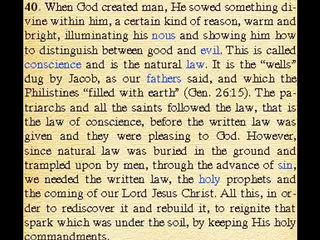 40. When God created man, He sowed something di-
vine within him, a certain kind of reason, warm and
bright, illuminating his nous and showing him how
to distinguish between good and evil. This is called
conscience and is the natural law. It is the “wells”
dug by Jacob, as our fathers said, and which the
Philistines “filled with earth” (Gen. 26:15). The pa-
triarchs and all the saints followed the law, that is
the law of conscience, before the written law was
given and they were pleasing to God. However,
since natural law was buried in the ground and
trampled upon by men, through the advance of sin,
we needed the written law, the holy prophets and
the coming of our Lord Jesus Christ. All this, in or-
der to rediscover it and rebuild it, to reignite that
spark which was under the soil, by keeping His holy
commandments.